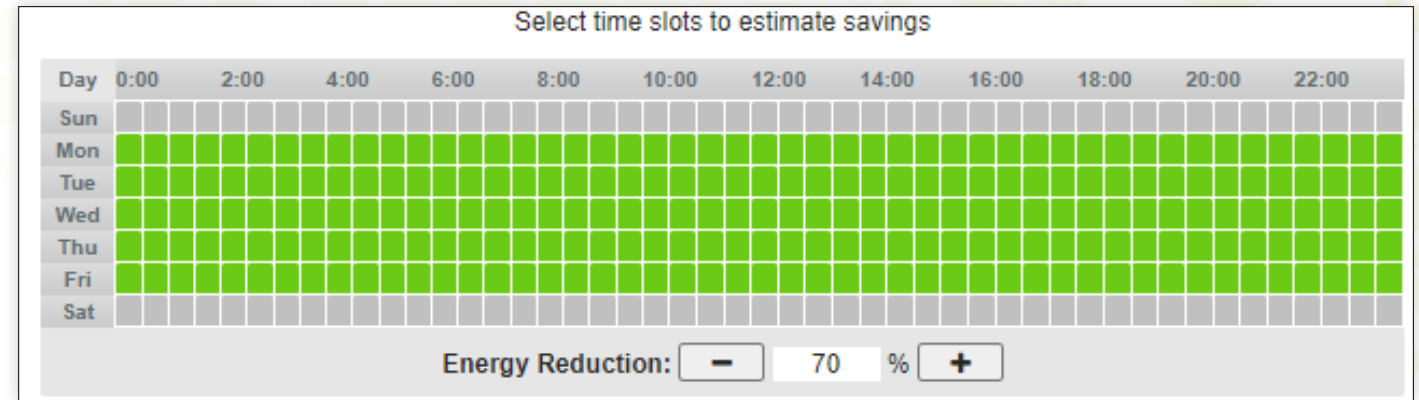 Select time slots to estimate savings
Day 0:00 2:00 4:00 6:00 8:00 10:00 12:00 14:00 16:00 18:00 20:00 22:00
Sun
Mon
Tue
Wed
Thu
Fri
Sat
Energy Reduction: − 70 % +